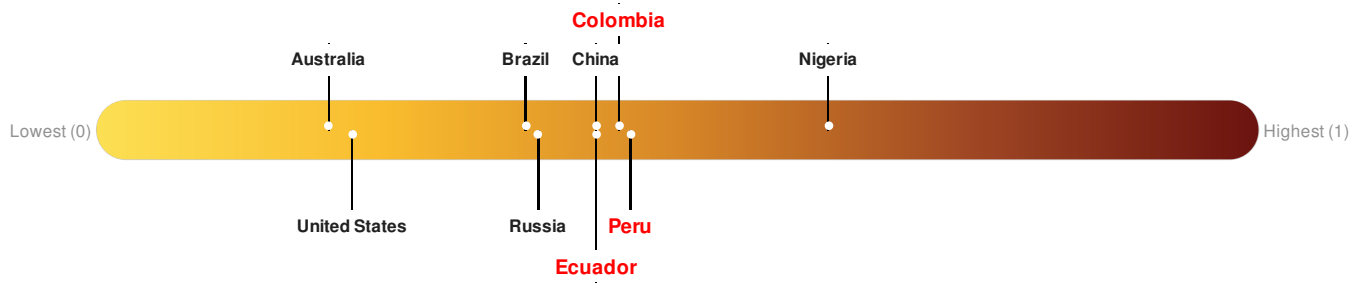 Colombia
Australia
Brazil
China
Nigeria
Lowest (0)
Highest (1)
United States
Russia
Peru
Ecuador